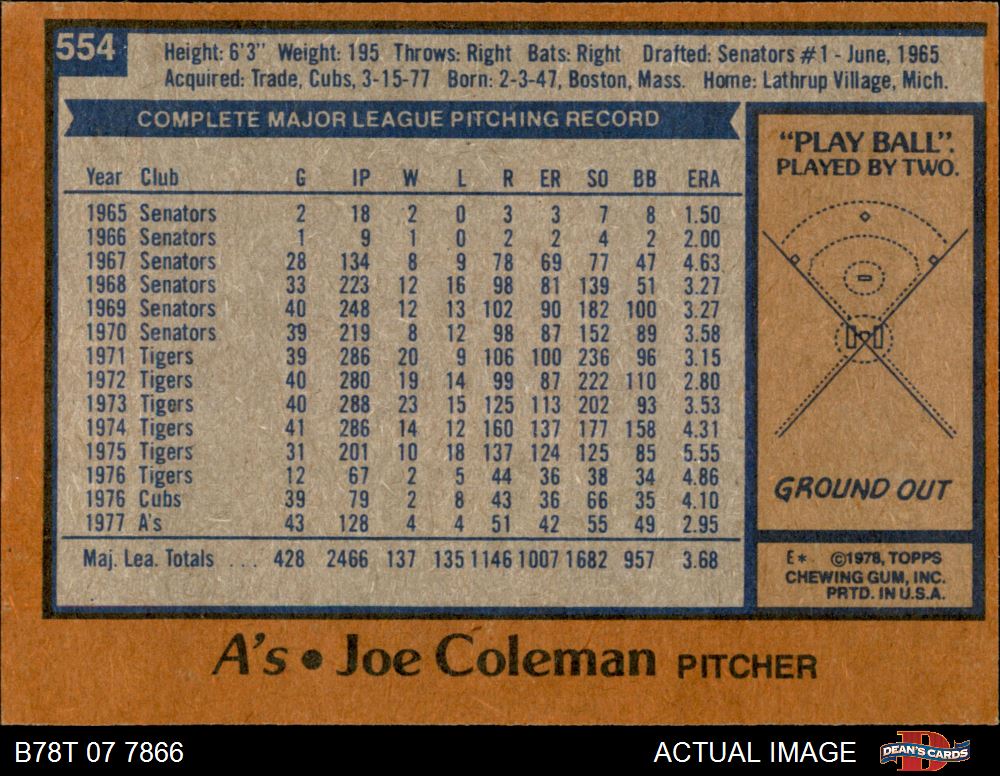 554
Height: 6'3" Weight: 195 Throws: Right Bats: Right Drafted: Senators #1 - June, 1965
Acquired: Trade, Cubs, 3-15-77 Born: 2-3-47, Boston, Mass. Home: Lathrup Village, Mich.
COMPLETE MAJOR LEAGUE PITCHING RECORD
Year Club G IP W L R ER SO BB ERA
1965 Senators 2 18 2 0 3 3 7 8 1.50
1966 Senators 1 9 1 0 2 2 4 2 2.00
1967 Senators 28 134 8 9 78 69 77 47 4.63
1968 Senators 33 223 12 16 98 81 139 51 3.27
1969 Senators 40 248 12 13 102 90 182 100 3.27
1970 Senators 39 219 8 12 98 87 152 89 3.58
1971 Tigers 39 286 20 9 106 100 236 96 3.15
1972 Tigers 40 280 19 14 99 87 222 110 2.80
1973 Tigers 40 288 23 15 125 113 202 93 3.53
1974 Tigers 41 286 14 12 160 137 177 158 4.31
1975 Tigers 31 201 10 18 137 124 125 85 5.55
1976 Tigers 12 67 2 5 44 36 38 34 4.86
1976 Cubs 39 79 2 8 43 36 66 35 4.10
1977 A's 43 128 4 4 51 42 55 49 2.95
Maj. Lea. Totals ... 428 2466 137 135 1146 1007 1682 957 3.68
"PLAY BALL".
PLAYED BY TWO.
GROUND OUT
E* ©1978, TOPPS
CHEWING GUM, INC.
PRTD. IN U.S.A.
A's • Joe Coleman PITCHER
B78T 07 7866
ACTUAL IMAGE
DEAN'S CARDS